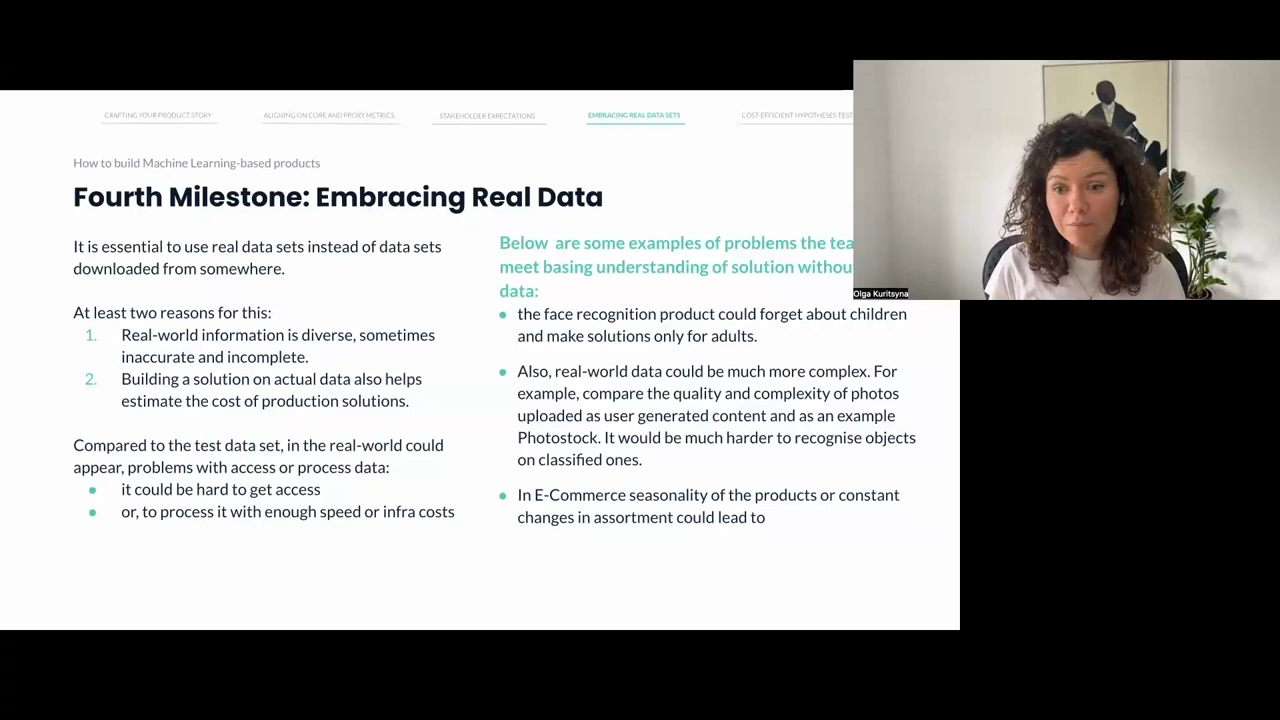 CRAFTING YOUR PRODUCT STORY
ALIGNING ON CORE AND PROXY METRICS
STAKEHOLDER EXPECTATIONS
EMBRACING REAL DATA SETS
COST-EFFICIENT HYPOTHESES TEST
How to build Machine Learning-based products
Fourth Milestone: Embracing Real Data
It is essential to use real data sets instead of data sets
downloaded from somewhere.
At least two reasons for this:
1. Real-world information is diverse, sometimes
inaccurate and incomplete.
2. Building a solution on actual data also helps
estimate the cost of production solutions.
Compared to the test data set, in the real-world could
appear, problems with access or process data:
● it could be hard to get access
● or, to process it with enough speed or infra costs
Below are some examples of problems the tea
meet basing understanding of solution withou
data:
● the face recognition product could forget about children
and make solutions only for adults.
● Also, real-world data could be much more complex. For
example, compare the quality and complexity of photos
uploaded as user generated content and as an example
Photostock. It would be much harder to recognise objects
on classified ones.
● In E-Commerce seasonality of the products or constant
changes in assortment could lead to
Olga Kuritsyna